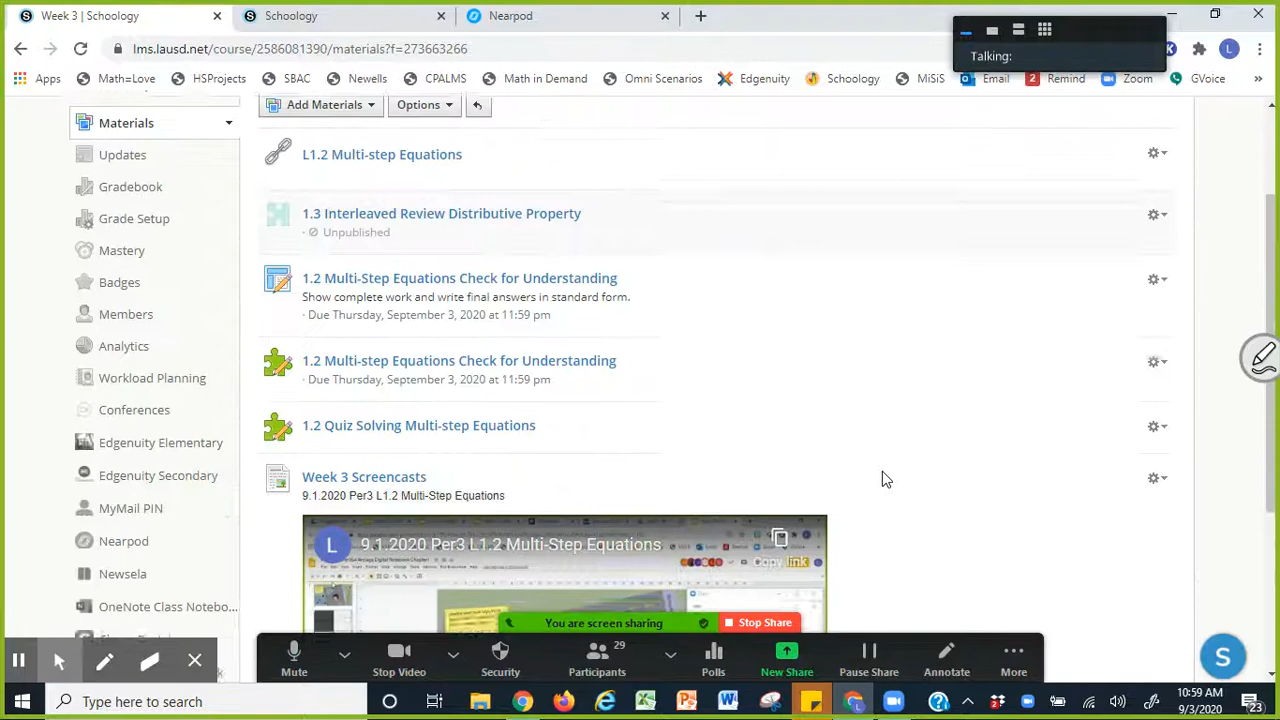 Week 3 | Schoology
Schoology
Nearpod
lms.lausd.net/course/2586081390/materials?f=273663266
Talking:
Apps
Math=Love
HSProjects
SBAC
Newells
CPALMS
Math in Demand
Omni Scenarios
Edgenuity
Schoology
MiSiS
Email
Remind
Zoom
GVoice
Materials
Add Materials
Options
Updates
Gradebook
Grade Setup
Mastery
Badges
Members
Analytics
Workload Planning
Conferences
Edgenuity Elementary
Edgenuity Secondary
MyMail PIN
Nearpod
Newsela
OneNote Class Notebo...
L1.2 Multi-step Equations
1.3 Interleaved Review Distributive Property
· Unpublished
1.2 Multi-Step Equations Check for Understanding
Show complete work and write final answers in standard form.
· Due Thursday, September 3, 2020 at 11:59 pm
1.2 Multi-step Equations Check for Understanding
· Due Thursday, September 3, 2020 at 11:59 pm
1.2 Quiz Solving Multi-step Equations
Week 3 Screencasts
9.1.2020 Per3 L1.2 Multi-Step Equations
L
9.1.2020 Per3 L1.2 Multi-Step Equations
Copy link
You are screen sharing
Stop Share
Mute
Stop Video
Security
Participants
29
Polls
New Share
Pause Share
Annotate
More
S
Type here to search
10:59 AM
9/3/2020
23